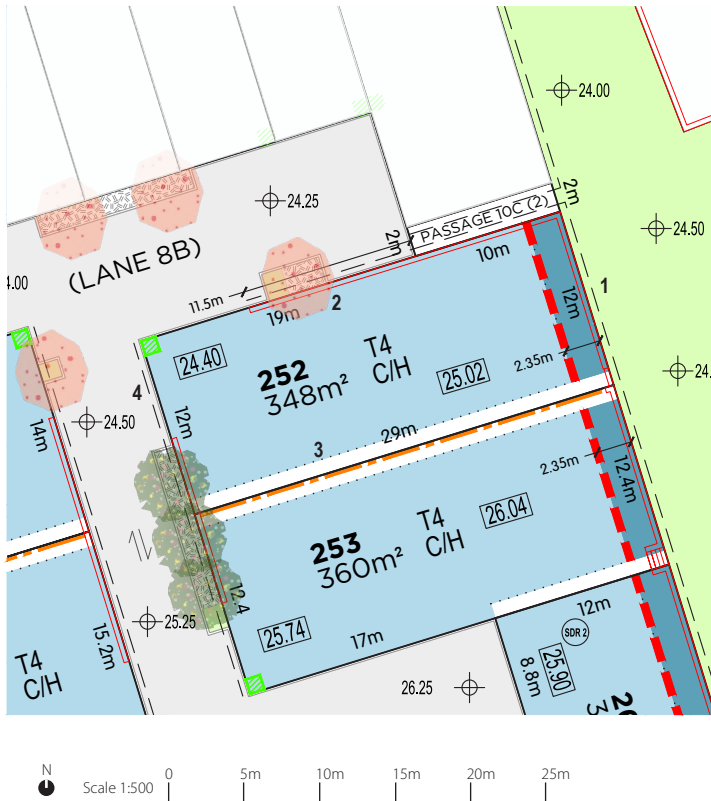 24.00
2m
24.25
24.50
PASSAGE 10C (2)
2m
(LANE 8B)
4.00
10m
1
12m
11.5m
2
19m
24.40
252
348m²
T4
C/H
25.02
2.35m
24.
4
12m
24.50
14m
3
29m
2.35m
12.4m
253
360m²
T4
C/H
26.04
12.4
25.25
15.2m
25.74
17m
12m
SDR 2
25.90
8.8m
T4
C/H
26.25
N
Scale 1:500
0
5m
10m
15m
20m
25m